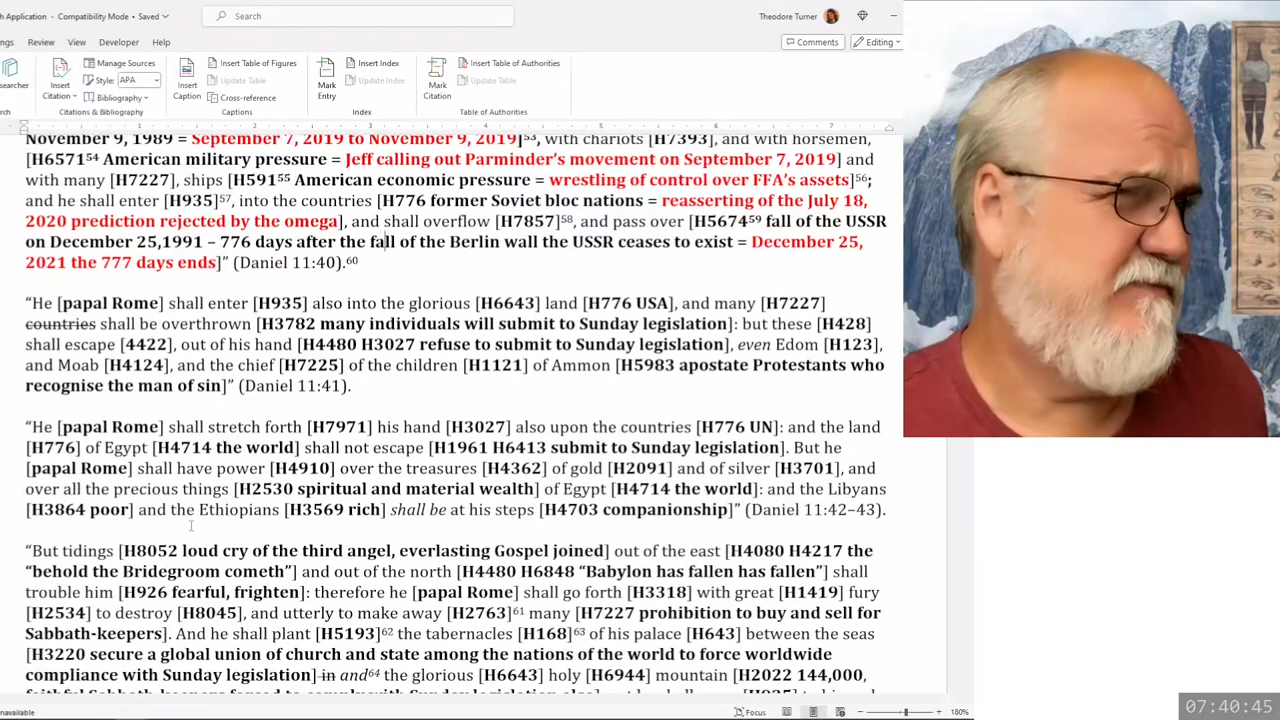 h Application - Compatibility Mode • Saved
Search
Theodore Turner
ngs Review View Developer Help
Comments
Editing
searcher
Insert Citation
Manage Sources
Style: APA
Bibliography
Citations & Bibliography
Insert Caption
Insert Table of Figures
Update Table
Cross-reference
Captions
Mark Entry
Insert Index
Update Index
Index
Mark Citation
Insert Table of Authorities
Update Table
Table of Authorities
November 9, 1989 = September 7, 2019 to November 9, 2019]⁵³, with chariots [H7393], and with horsemen,
[H6571⁵⁴ American military pressure = Jeff calling out Parminder’s movement on September 7, 2019] and
with many [H7227], ships [H591⁵⁵ American economic pressure = wrestling of control over FFA’s assets]⁵⁶;
and he shall enter [H935]⁵⁷, into the countries [H776 former Soviet bloc nations = reasserting of the July 18,
2020 prediction rejected by the omega], and shall overflow [H7857]⁵⁸, and pass over [H5674⁵⁹ fall of the USSR
on December 25,1991 – 776 days after the fall of the Berlin wall the USSR ceases to exist = December 25,
2021 the 777 days ends]” (Daniel 11:40).⁶⁰
“He [papal Rome] shall enter [H935] also into the glorious [H6643] land [H776 USA], and many [H7227]
countries shall be overthrown [H3782 many individuals will submit to Sunday legislation]: but these [H428]
shall escape [4422], out of his hand [H4480 H3027 refuse to submit to Sunday legislation], even Edom [H123],
and Moab [H4124], and the chief [H7225] of the children [H1121] of Ammon [H5983 apostate Protestants who
recognise the man of sin]” (Daniel 11:41).
“He [papal Rome] shall stretch forth [H7971] his hand [H3027] also upon the countries [H776 UN]: and the land
[H776] of Egypt [H4714 the world] shall not escape [H1961 H6413 submit to Sunday legislation]. But he
[papal Rome] shall have power [H4910] over the treasures [H4362] of gold [H2091] and of silver [H3701], and
over all the precious things [H2530 spiritual and material wealth] of Egypt [H4714 the world]: and the Libyans
[H3864 poor] and the Ethiopians [H3569 rich] shall be at his steps [H4703 companionship]” (Daniel 11:42–43).
“But tidings [H8052 loud cry of the third angel, everlasting Gospel joined] out of the east [H4080 H4217 the
“behold the Bridegroom cometh”] and out of the north [H4480 H6848 “Babylon has fallen has fallen”] shall
trouble him [H926 fearful, frighten]: therefore he [papal Rome] shall go forth [H3318] with great [H1419] fury
[H2534] to destroy [H8045], and utterly to make away [H2763]⁶¹ many [H7227 prohibition to buy and sell for
Sabbath-keepers]. And he shall plant [H5193]⁶² the tabernacles [H168]⁶³ of his palace [H643] between the seas
[H3220 secure a global union of church and state among the nations of the world to force worldwide
compliance with Sunday legislation] in and⁶⁴ the glorious [H6643] holy [H6944] mountain [H2022 144,000,
navailable
Focus
180%
07:40:45